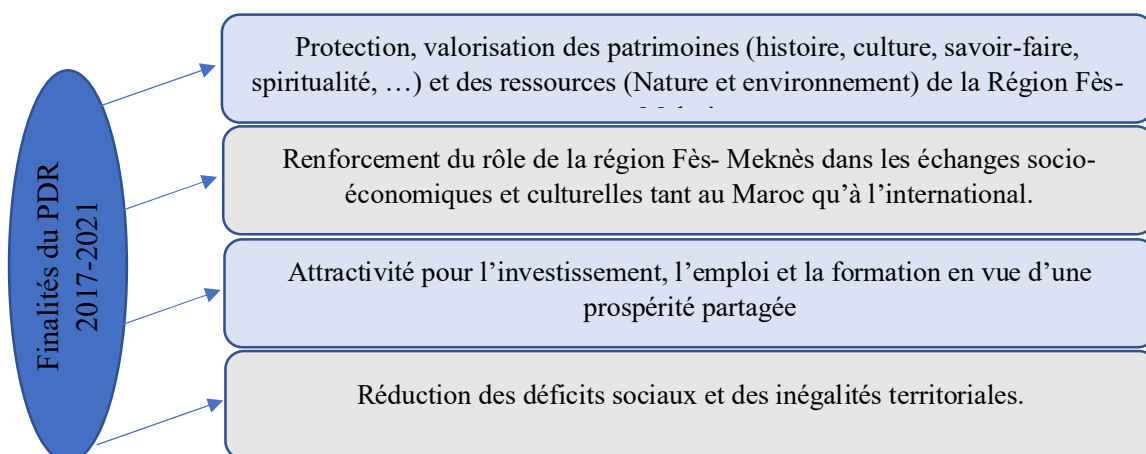 Finalités du PDR
2017-2021
Protection, valorisation des patrimoines (histoire, culture, savoir-faire,
spiritualité, …) et des ressources (Nature et environnement) de la Région Fès-
Renforcement du rôle de la région Fès- Meknès dans les échanges socio-
économiques et culturelles tant au Maroc qu’à l’international.
Attractivité pour l’investissement, l’emploi et la formation en vue d’une
prospérité partagée
Réduction des déficits sociaux et des inégalités territoriales.